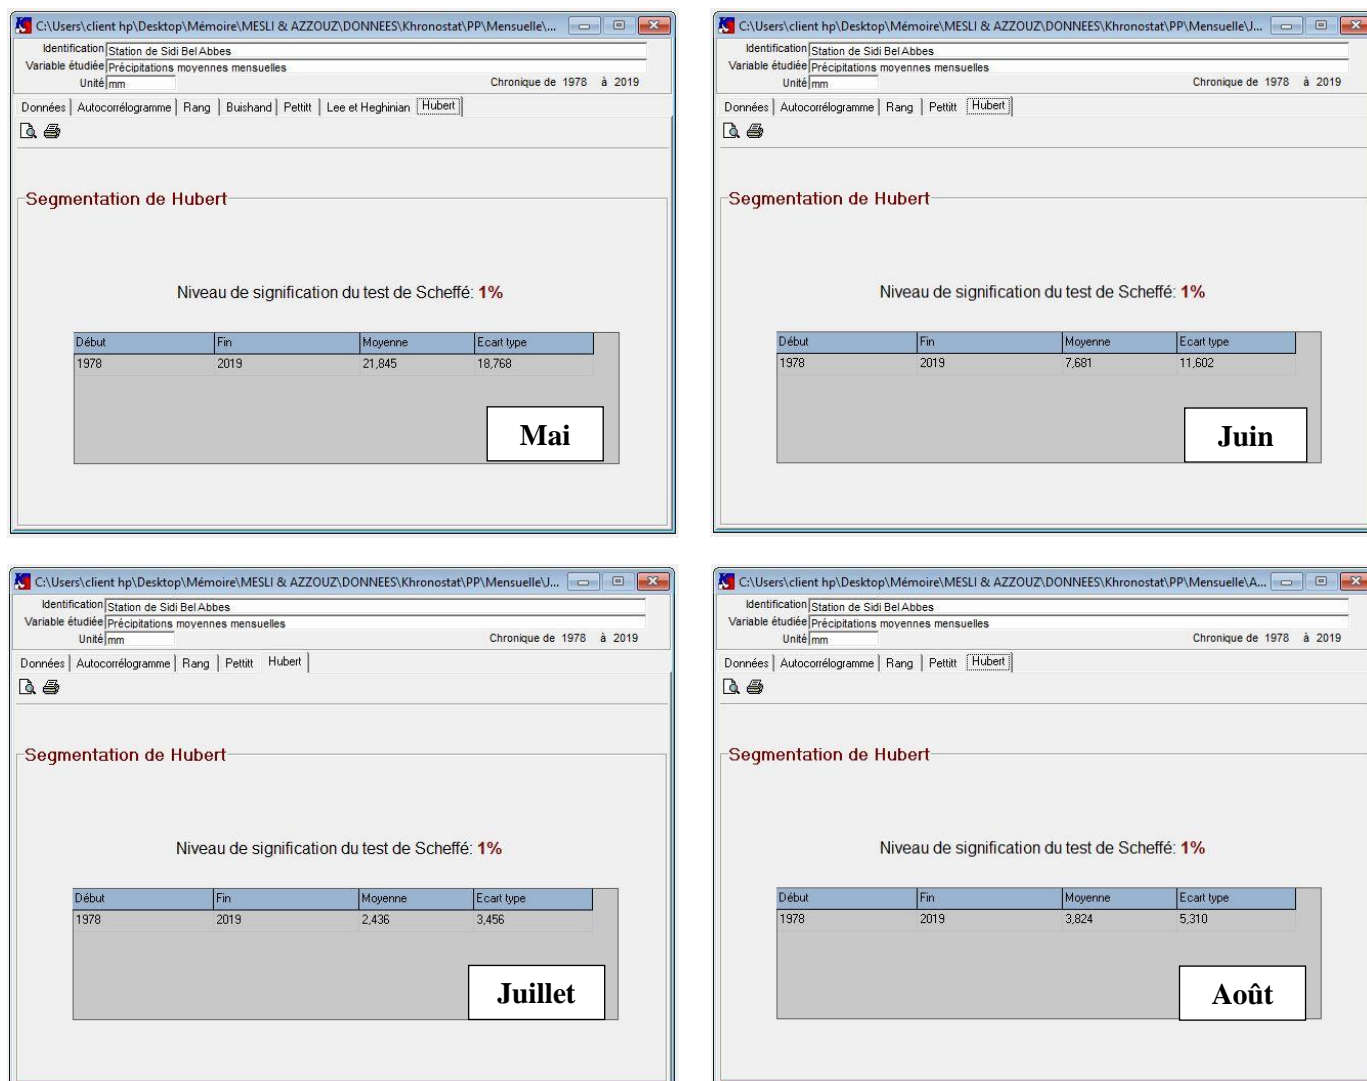 C:\Users\client hp\Desktop\Mémoire\MESLI & AZZOUZ\DONNEES\Khronostat\PP\Mensuelle\...
Identification Station de Sidi Bel Abbes
Variable étudiée Précipitations moyennes mensuelles
Unité mm Chronique de 1978 à 2019
Données Autocorrélogramme Rang Buishand Pettitt Lee et Heghinian Hubert
Segmentation de Hubert
Niveau de signification du test de Scheffé: 1%
Début Fin Moyenne Ecart type
1978 2019 21,845 18,768
Mai
C:\Users\client hp\Desktop\Mémoire\MESLI & AZZOUZ\DONNEES\Khronostat\PP\Mensuelle\J...
Identification Station de Sidi Bel Abbes
Variable étudiée Précipitations moyennes mensuelles
Unité mm Chronique de 1978 à 2019
Données Autocorrélogramme Rang Pettitt Hubert
Segmentation de Hubert
Niveau de signification du test de Scheffé: 1%
Début Fin Moyenne Ecart type
1978 2019 7,681 11,602
Juin
C:\Users\client hp\Desktop\Mémoire\MESLI & AZZOUZ\DONNEES\Khronostat\PP\Mensuelle\J...
Identification Station de Sidi Bel Abbes
Variable étudiée Précipitations moyennes mensuelles
Unité mm Chronique de 1978 à 2019
Données Autocorrélogramme Rang Pettitt Hubert
Segmentation de Hubert
Niveau de signification du test de Scheffé: 1%
Début Fin Moyenne Ecart type
1978 2019 2,436 3,456
Juillet
C:\Users\client hp\Desktop\Mémoire\MESLI & AZZOUZ\DONNEES\Khronostat\PP\Mensuelle\A...
Identification Station de Sidi Bel Abbes
Variable étudiée Précipitations moyennes mensuelles
Unité mm Chronique de 1978 à 2019
Données Autocorrélogramme Rang Pettitt Hubert
Segmentation de Hubert
Niveau de signification du test de Scheffé: 1%
Début Fin Moyenne Ecart type
1978 2019 3,824 5,310
Août